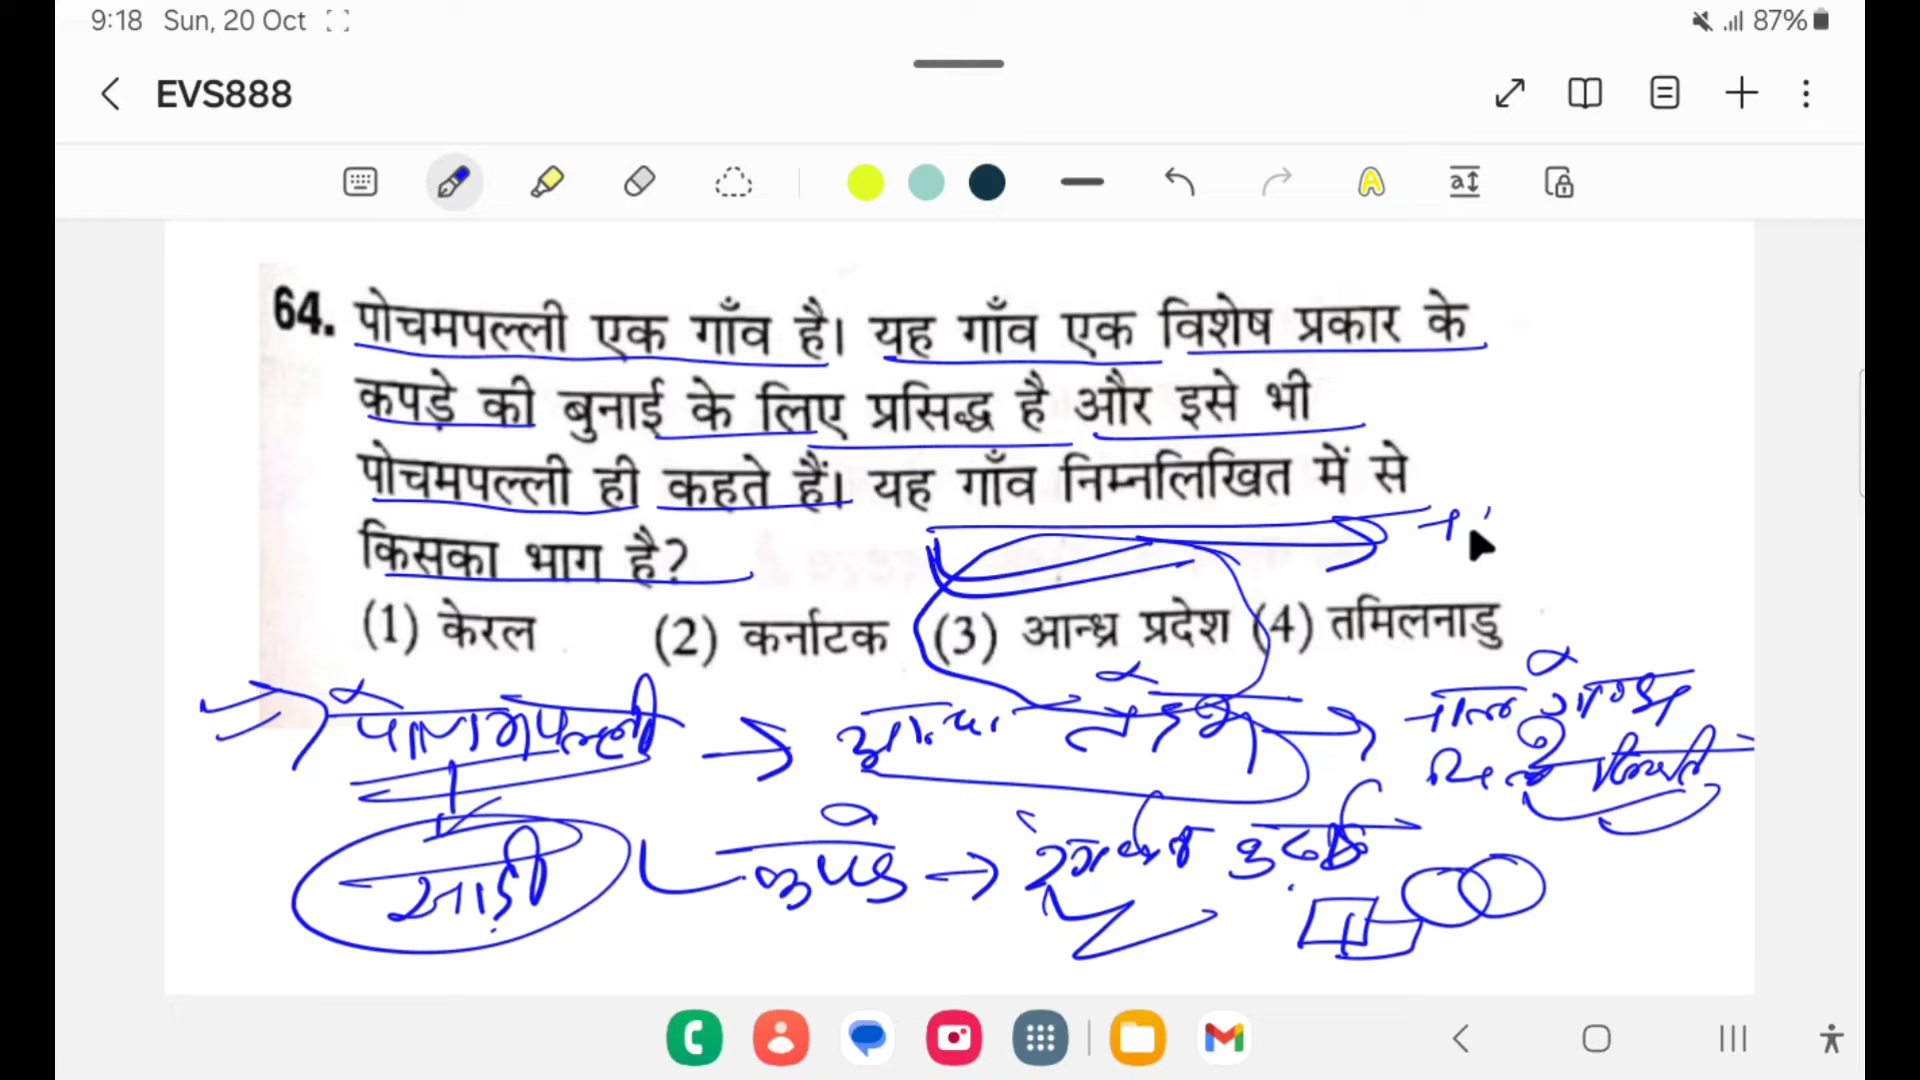 9:18 Sun, 20 Oct
87%
EVS888
64. पोचमपल्ली एक गाँव है। यह गाँव एक विशेष प्रकार के
कपड़े की बुनाई के लिए प्रसिद्ध है और इसे भी
पोचमपल्ली ही कहते हैं। यह गाँव निम्नलिखित में से
किसका भाग है?
(1) केरल (2) कर्नाटक (3) आन्ध्र प्रदेश (4) तमिलनाडु
साड़ी